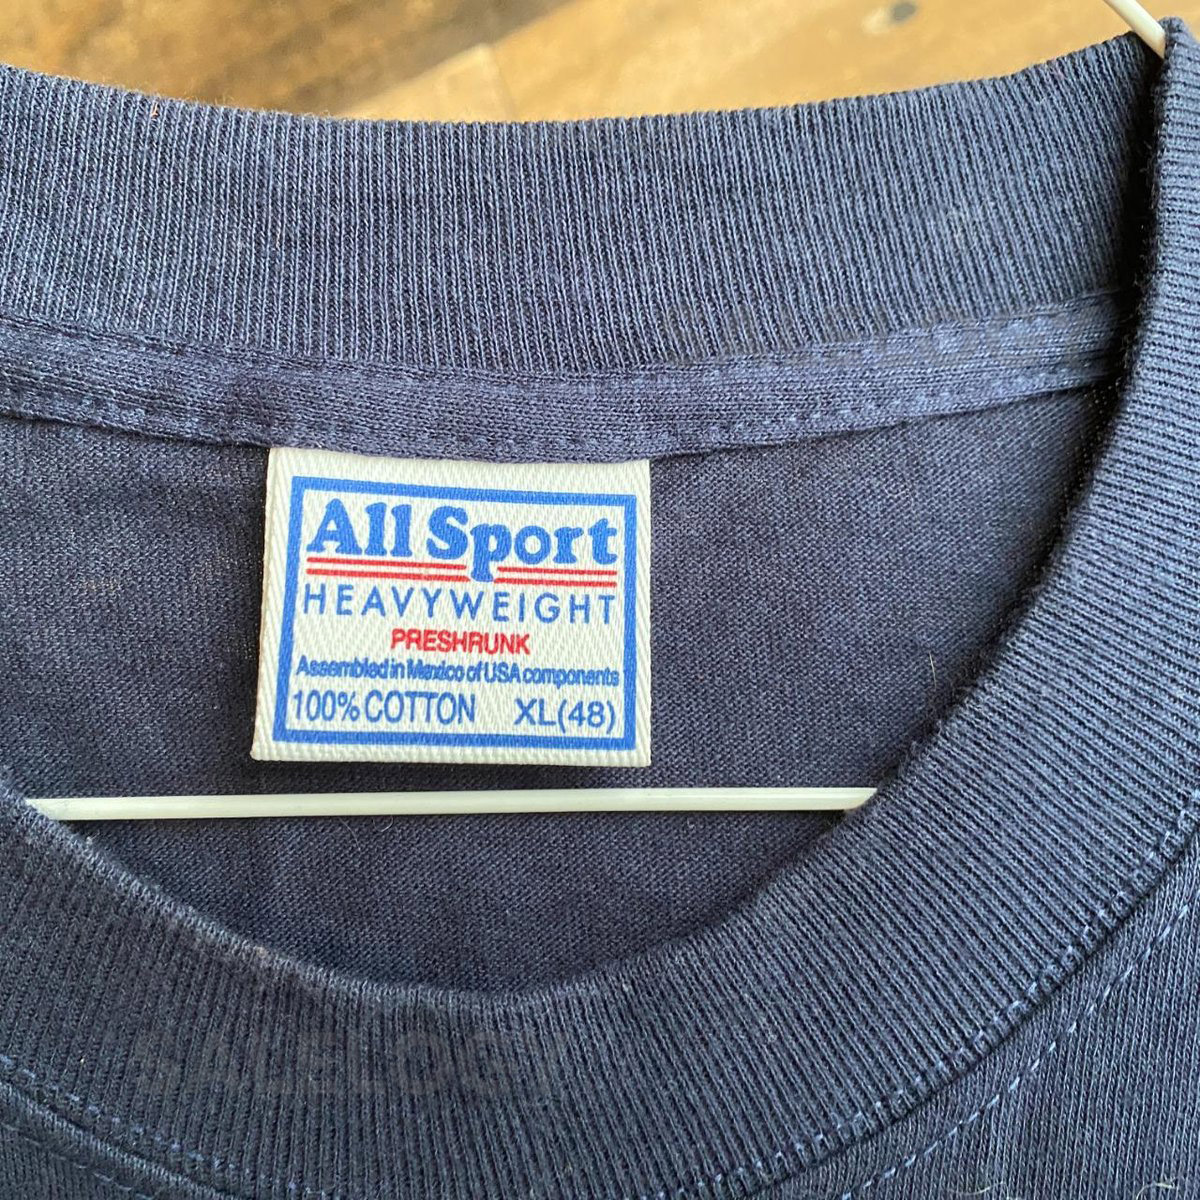 All Sport
HEAVYWEIGHT
PRESHRUNK
Assembled in Mexico of USA components
100% COTTON XL(48)